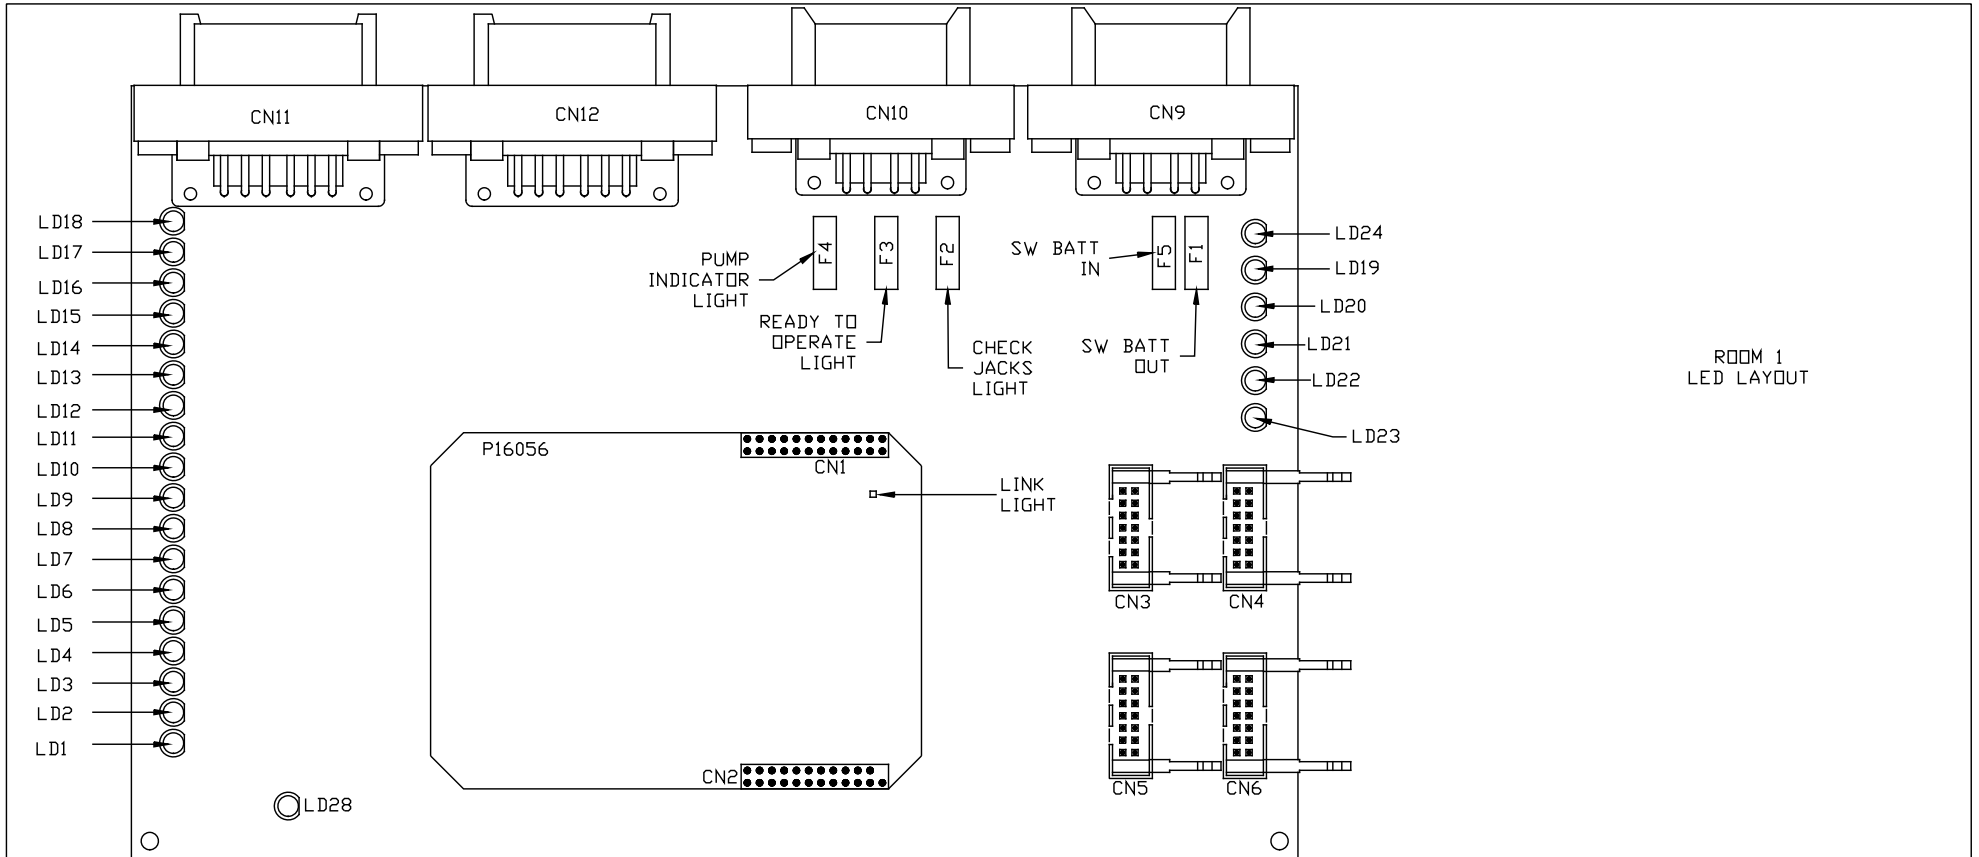 CN11
CN12
CN10
CN9
LD18
LD17
LD16
LD15
LD14
LD13
LD12
LD11
LD10
LD9
LD8
LD7
LD6
LD5
LD4
LD3
LD2
LD1
LD28
F4
F3
F2
F5
F1
PUMP
INDICATOR
LIGHT
READY TO
OPERATE
LIGHT
CHECK
JACKS
LIGHT
SW BATT
IN
SW BATT
OUT
LD24
LD19
LD20
LD21
LD22
LD23
ROOM 1
LED LAYOUT
P16056
CN1
LINK
LIGHT
CN2
CN3
CN4
CN5
CN6